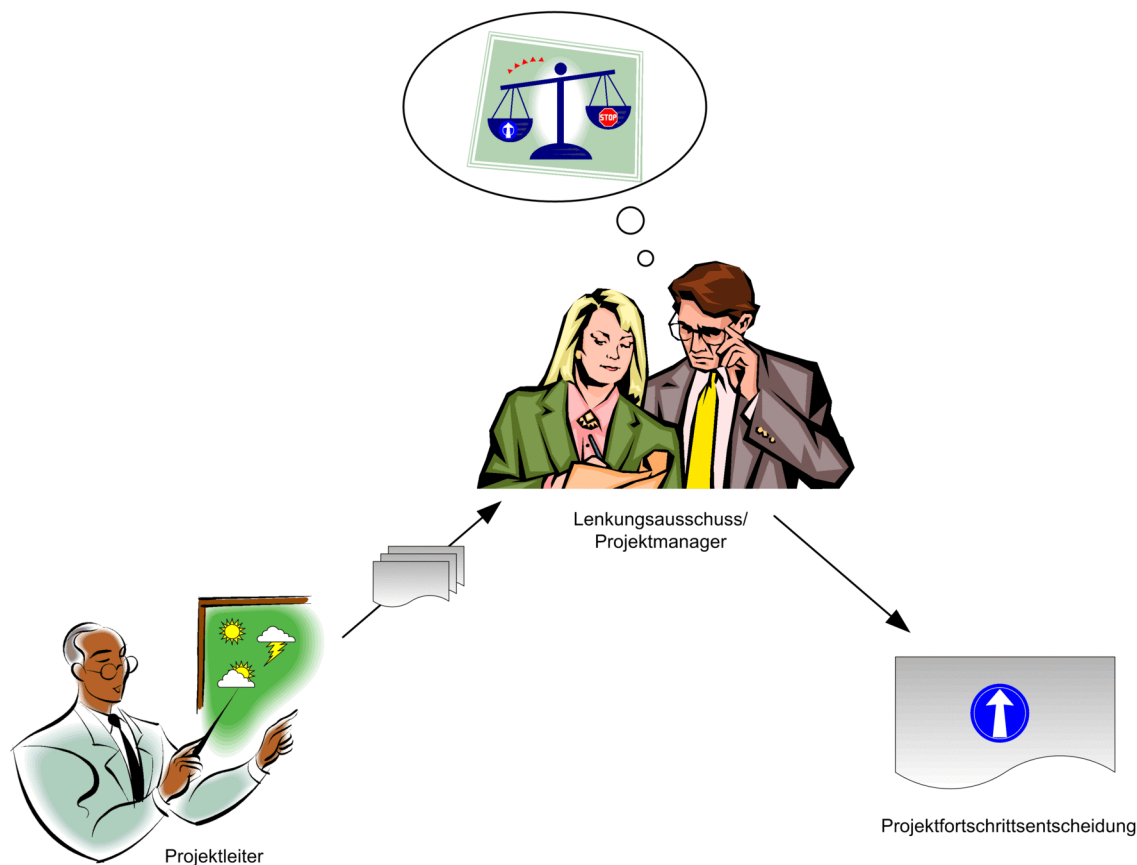 STOP
Lenkungsausschuss/
Projektmanager
Projektfortschrittsentscheidung
Projektleiter